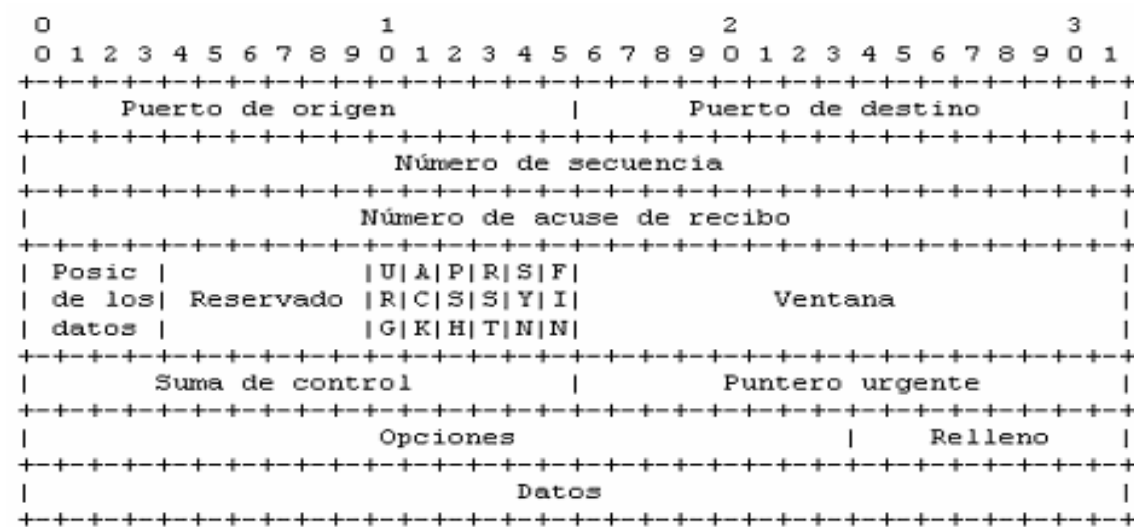 0                   1                   2                   3
0 1 2 3 4 5 6 7 8 9 0 1 2 3 4 5 6 7 8 9 0 1 2 3 4 5 6 7 8 9 0 1
+-+-+-+-+-+-+-+-+-+-+-+-+-+-+-+-+-+-+-+-+-+-+-+-+-+-+-+-+-+-+-+-+
| Puerto de origen | Puerto de destino |
+-+-+-+-+-+-+-+-+-+-+-+-+-+-+-+-+-+-+-+-+-+-+-+-+-+-+-+-+-+-+-+-+
| Número de secuencia |
+-+-+-+-+-+-+-+-+-+-+-+-+-+-+-+-+-+-+-+-+-+-+-+-+-+-+-+-+-+-+-+-+
| Número de acuse de recibo |
+-+-+-+-+-+-+-+-+-+-+-+-+-+-+-+-+-+-+-+-+-+-+-+-+-+-+-+-+-+-+-+-+
| Posic | |U|A|P|R|S|F| |
| de los| Reservado |R|C|S|S|Y|I| Ventana |
| datos | |G|K|H|T|N|N| |
+-+-+-+-+-+-+-+-+-+-+-+-+-+-+-+-+-+-+-+-+-+-+-+-+-+-+-+-+-+-+-+-+
| Suma de control | Puntero urgente |
+-+-+-+-+-+-+-+-+-+-+-+-+-+-+-+-+-+-+-+-+-+-+-+-+-+-+-+-+-+-+-+-+
| Opciones | Relleno |
+-+-+-+-+-+-+-+-+-+-+-+-+-+-+-+-+-+-+-+-+-+-+-+-+-+-+-+-+-+-+-+-+
| Datos |
+-+-+-+-+-+-+-+-+-+-+-+-+-+-+-+-+-+-+-+-+-+-+-+-+-+-+-+-+-+-+-+-+